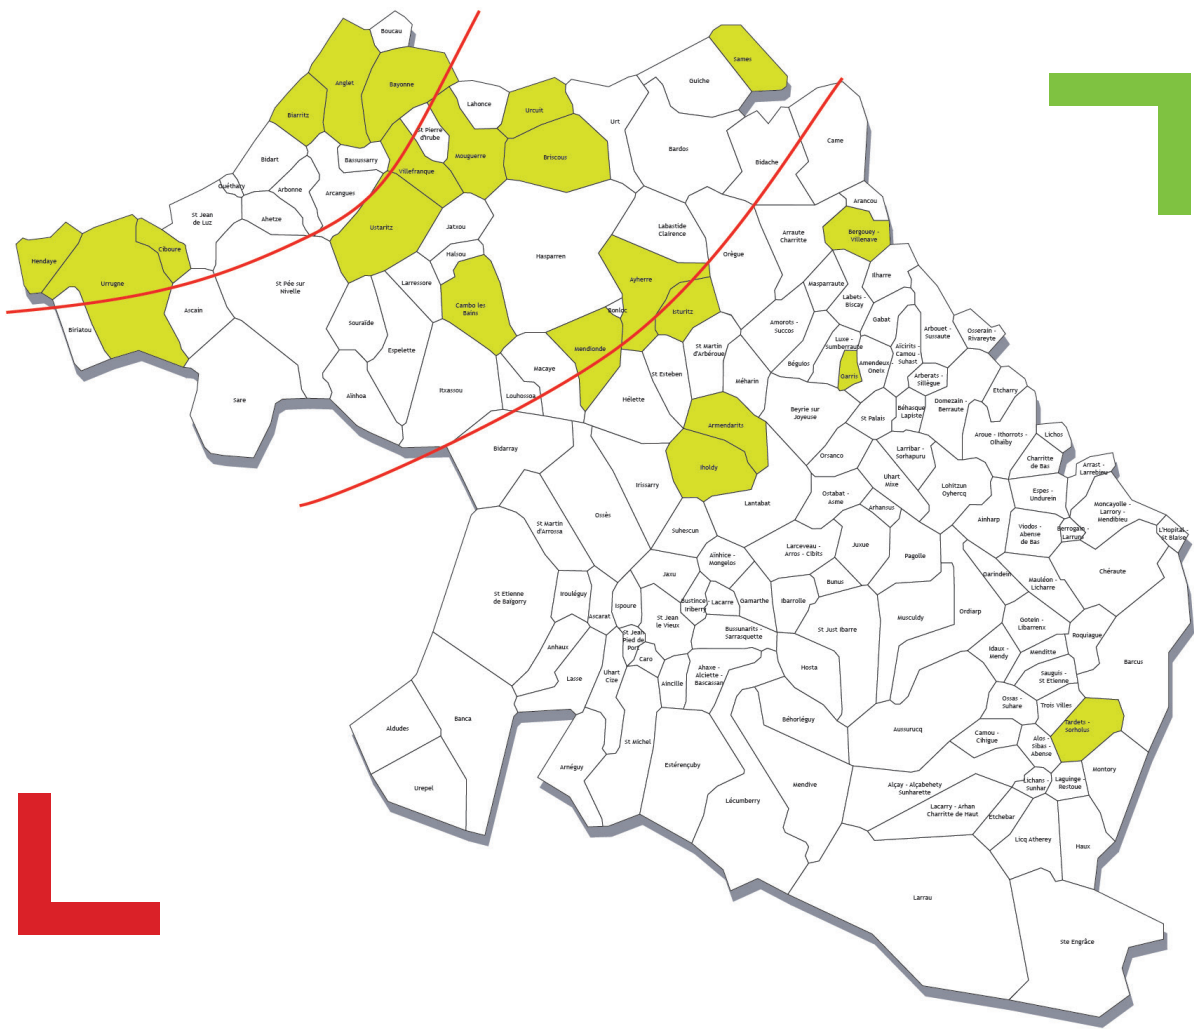 Boucau
Anglet
Bayonne
Sames
Guiche
Biarritz
Lahonce
Urcuit
Urt
St Pierre
d'Irube
Bidart
Bassussarry
Mouguerre
Briscous
Bardos
Bidache
Came
Villefranque
Guéthary
Arbonne
Arcangues
Arancou
St Jean
de Luz
Ahetze
Ustaritz
Jatxou
Labastide
Clairence
Arraute
Charritte
Bergouey -
Villenave
Hendaye
Ciboure
Halsou
Hasparren
Orègue
Urrugne
St Pée sur
Nivelle
Larressore
Ayherre
Masparraute
Ilharre
Labets -
Biscay
Ascain
Cambo les
Bains
Bonloc
Isturitz
Gabat
Biriatou
Souraïde
Amorots -
Succos
Arbouet -
Sussaute
Osserain -
Rivareyte
Espelette
Mendionde
St Martin
d'Arbéroue
Luxe -
Sumberraute
Aïcirits -
Camou -
Suhast
Macaye
St Esteben
Béguios
Amendeux -
Oneix
Garris
Arberats -
Sillègue
Méharin
Itxassou
Louhossoa
Hélette
Etcharry
Sare
Aïnhoa
Beyrie sur
Joyeuse
St Palais
Béhasque
Lapiste
Domezain -
Berraute
Armendarits
Aroue - Ithorrots -
Olhaïby
Lichos
Bidarray
Orsanco
Larribar -
Sorhapuru
Charritte
de Bas
Arrast -
Larrebieu
Iholdy
Irissarry
Uhart
Mixe
Lohitzun
Oyhercq
Espes -
Undurein
Lantabat
Ostabat -
Asme
Arhansus
Moncayolle -
Larrory -
Mendibieu
Ossès
St Martin
d'Arrossa
Suhescun
Ainharp
Viodos -
Abense
de Bas
Berrogain -
Larruns
L'Hopital -
St Blaise
Aïnhice -
Mongelos
Larceveau -
Arros - Cibits
Juxue
Pagolle
Jaxu
Garindein
Mauléon -
Licharre
Chéraute
St Etienne
de Baïgorry
Irouléguy
Bunus
Ispoure
Bustince -
Iriberry
Lacarre
Gamarthe
Ibarrolle
Ascarat
St Jean
le Vieux
Musculdy
Ordiarp
Gotein -
Libarrenx
St Jean
Pied de
Port
Bussunarits -
Sarrasquette
St Just Ibarre
Roquiague
Anhaux
Caro
Idaux -
Mendy
Menditte
Barcus
Lasse
Uhart
Cize
Aincille
Ahaxe -
Alciette -
Bascassan
Hosta
Sauguis -
St Etienne
Ossas -
Suhare
Trois Villes
Banca
Aldudes
Béhorléguy
Aussurucq
Camou -
Cihigue
Alos -
Sibas -
Abense
Tardets -
Sorholus
St Michel
Arnéguy
Estérençuby
Mendive
Montory
Urepel
Alçay - Alçabehety
Sunharette
Lichans -
Sunhar
Laguinge -
Restoue
Lécumberry
Lacarry - Arhan
Charritte de Haut
Etchebar
Licq Atherey
Haux
Larrau
Ste Engrâce